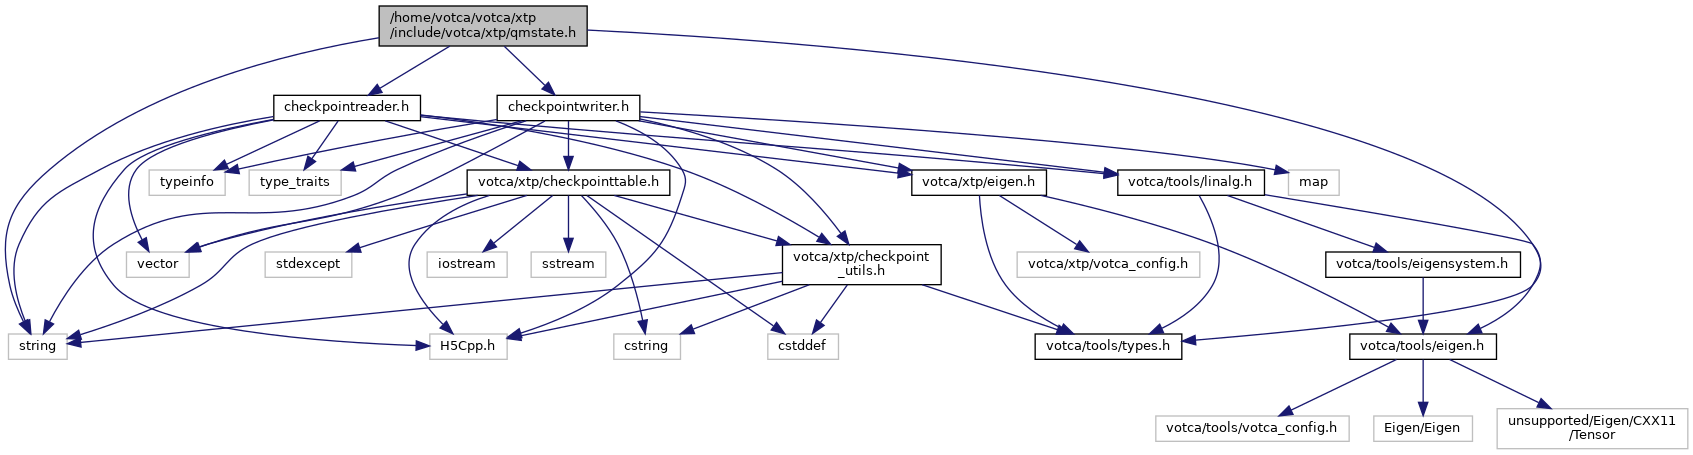 /home/votca/votca/xtp
/include/votca/xtp/qmstate.h
checkpointreader.h
checkpointwriter.h
typeinfo
type_traits
votca/xtp/checkpointtable.h
votca/xtp/eigen.h
votca/tools/linalg.h
map
vector
stdexcept
iostream
sstream
votca/xtp/checkpoint
_utils.h
votca/xtp/votca_config.h
votca/tools/eigensystem.h
string
H5Cpp.h
cstring
cstddef
votca/tools/types.h
votca/tools/eigen.h
votca/tools/votca_config.h
Eigen/Eigen
unsupported/Eigen/CXX11
/Tensor